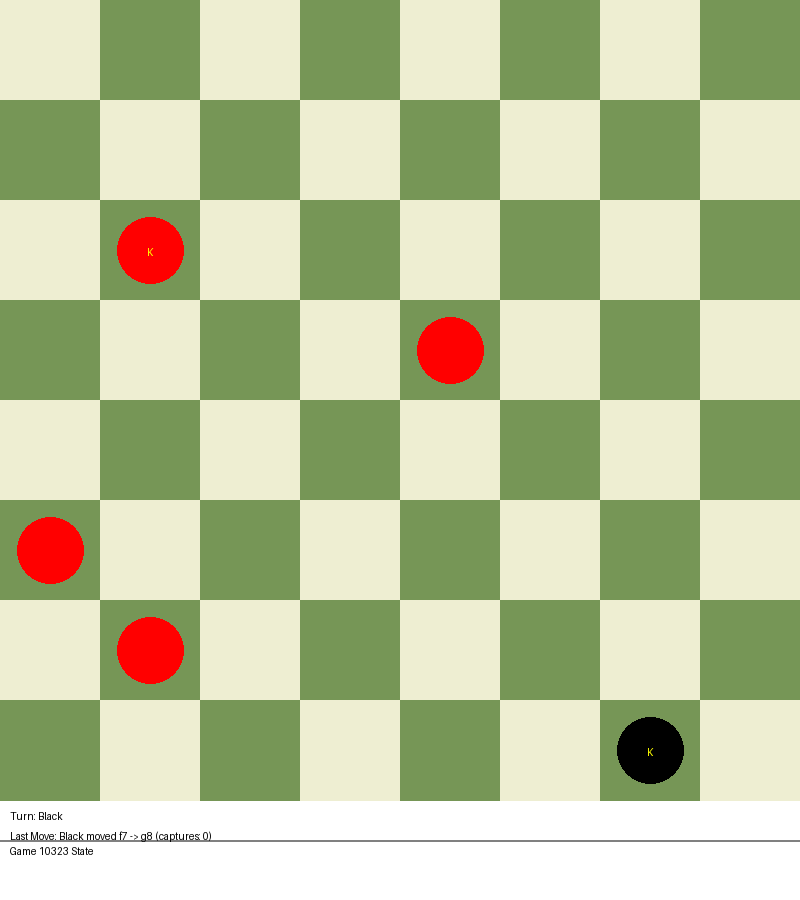 K
K
Turn: Black
Last Move: Black moved f7 -> g8 (captures: 0)
Game 10323 State